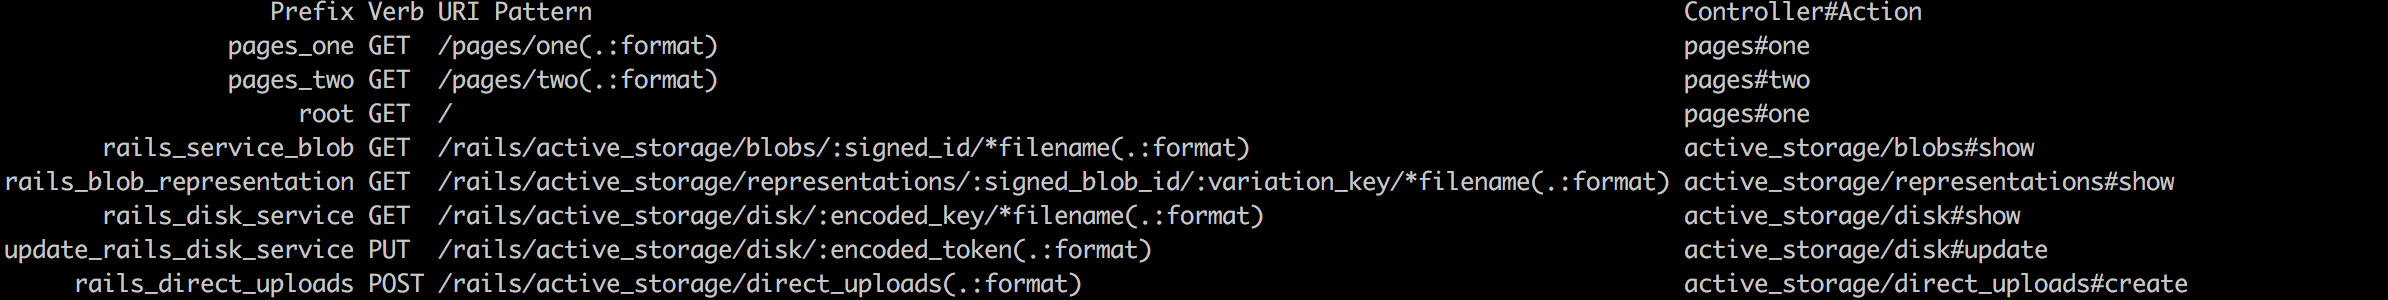 Prefix Verb URI Pattern Controller#Action
pages_one GET /pages/one(.:format) pages#one
pages_two GET /pages/two(.:format) pages#two
root GET / pages#one
rails_service_blob GET /rails/active_storage/blobs/:signed_id/*filename(.:format) active_storage/blobs#show
rails_blob_representation GET /rails/active_storage/representations/:signed_blob_id/:variation_key/*filename(.:format) active_storage/representations#show
rails_disk_service GET /rails/active_storage/disk/:encoded_key/*filename(.:format) active_storage/disk#show
update_rails_disk_service PUT /rails/active_storage/disk/:encoded_token(.:format) active_storage/disk#update
rails_direct_uploads POST /rails/active_storage/direct_uploads(.:format) active_storage/direct_uploads#create